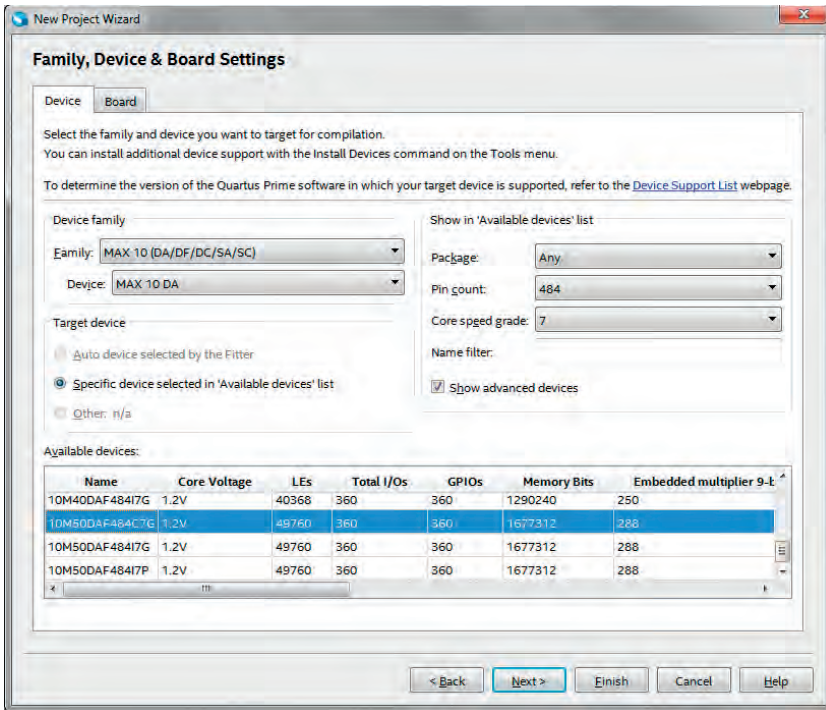 New Project Wizard
Family, Device & Board Settings
Device Board
Select the family and device you want to target for compilation.
You can install additional device support with the Install Devices command on the Tools menu.
To determine the version of the Quartus Prime software in which your target device is supported, refer to the Device Support List webpage.
Device family
Family: MAX 10 (DA/DF/DC/SA/SC)
Device: MAX 10 DA
Show in 'Available devices' list
Package: Any
Pin count: 484
Core speed grade: 7
Name filter:
Show advanced devices
Target device
Auto device selected by the Fitter
Specific device selected in 'Available devices' list
Other: n/a
Available devices:
Name Core Voltage LEs Total I/Os GPIOs Memory Bits Embedded multiplier 9-b
10M40DAF484I7G 1.2V 40368 360 360 1290240 250
10M50DAF484C7G 1.2V 49760 360 360 1677312 288
10M50DAF484I7G 1.2V 49760 360 360 1677312 288
10M50DAF484I7P 1.2V 49760 360 360 1677312 288
< Back Next > Finish Cancel Help